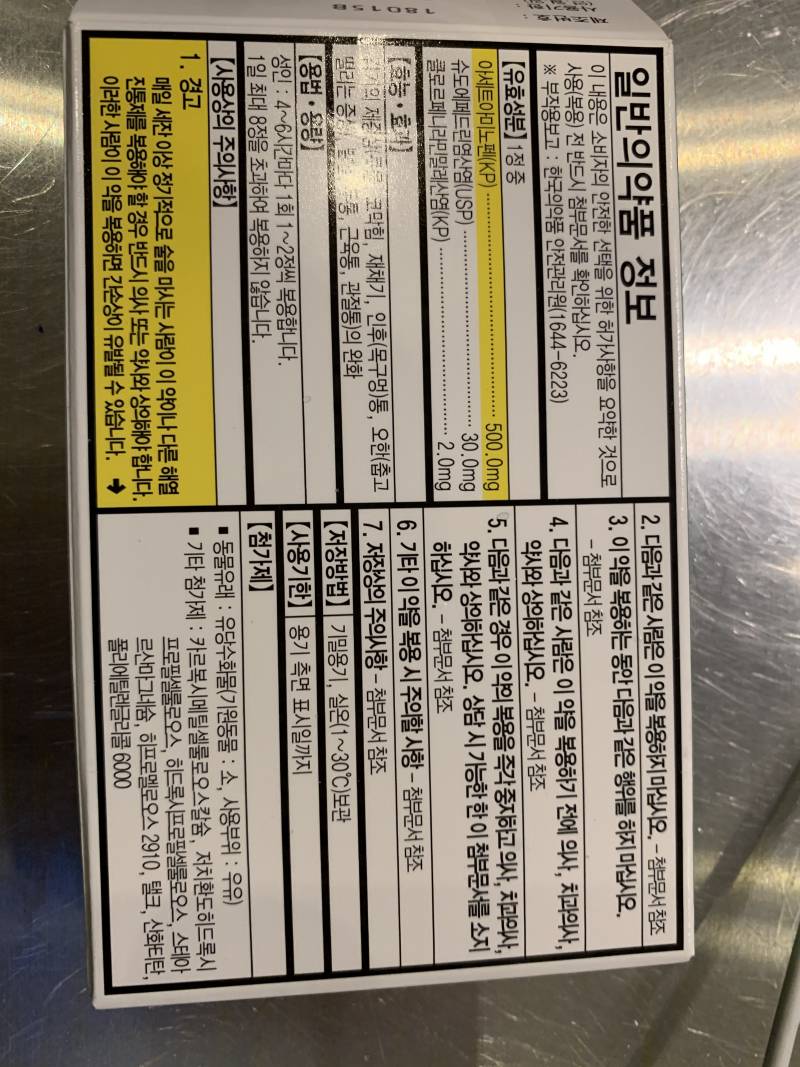 제조번호 :
사용기한 :
18015B
일반의약품 정보
이 내용은 소비자의 안전한 선택을 위한 허가사항을 요약한 것으로
사용(복용) 전 반드시 첨부문서를 확인하십시오.
※ 부작용보고 : 한국의약품 안전관리원(1644-6223)
[유효성분] 1정 중
아세트아미노펜(KP) 500.0mg
슈도에페드린염산염(USP) 30.0mg
클로르페니라민말레산염(KP) 2.0mg
[효능·효과]
코막힘, 재채기, 인후(목구멍)통, 오한(춥고
떨리는 증상), 근육통, 관절통)의 완화
[용법·용량]
성인 : 4~6시간마다 1회 1~2정씩 복용합니다.
1일 최대 8정을 초과하여 복용하지 않습니다.
[사용상의 주의사항]
1. 경고
매일 세잔 이상 정기적으로 술을 마시는 사람이 이 약이나 다른 해열
진통제를 복용해야 할 경우 반드시 의사 또는 약사와 상의해야 합니다.
이러한 사람이 이 약을 복용하면 간손상이 유발될 수 있습니다. ➔
2. 다음과 같은 사람은 이 약을 복용하지 마십시오. - 첨부문서 참조
3. 이 약을 복용하는 동안 다음과 같은 행위를 하지 마십시오.
- 첨부문서 참조
4. 다음과 같은 사람은 이 약을 복용하기 전에 의사, 치과의사,
약사와 상의하십시오. - 첨부문서 참조
5. 다음과 같은 경우 이 약의 복용을 즉각 중지하고 의사, 치과의사,
약사와 상의하십시오. 상담 시 가능한 한 이 첨부문서를 소지
하십시오. - 첨부문서 참조
6. 기타 이 약을 복용 시 주의할 사항 - 첨부문서 참조
7. 저장상의 주의사항 - 첨부문서 참조
[저장방법] 기밀용기, 실온(1~30℃)보관
[사용기한] 용기 측면 표시일까지
[첨가제]
■ 동물유래 : 유당수화물(기원동물 : 소, 사용부위 : 우유)
■ 기타 첨가제 : 카르복시메틸셀룰로오스칼슘, 저치환도히드록시
프로필셀룰로오스, 히드록시프로필셀룰로오스, 스테아
르산마그네슘, 히프로멜로오스 2910, 탤크, 산화티탄,
폴리에틸렌글리콜 6000